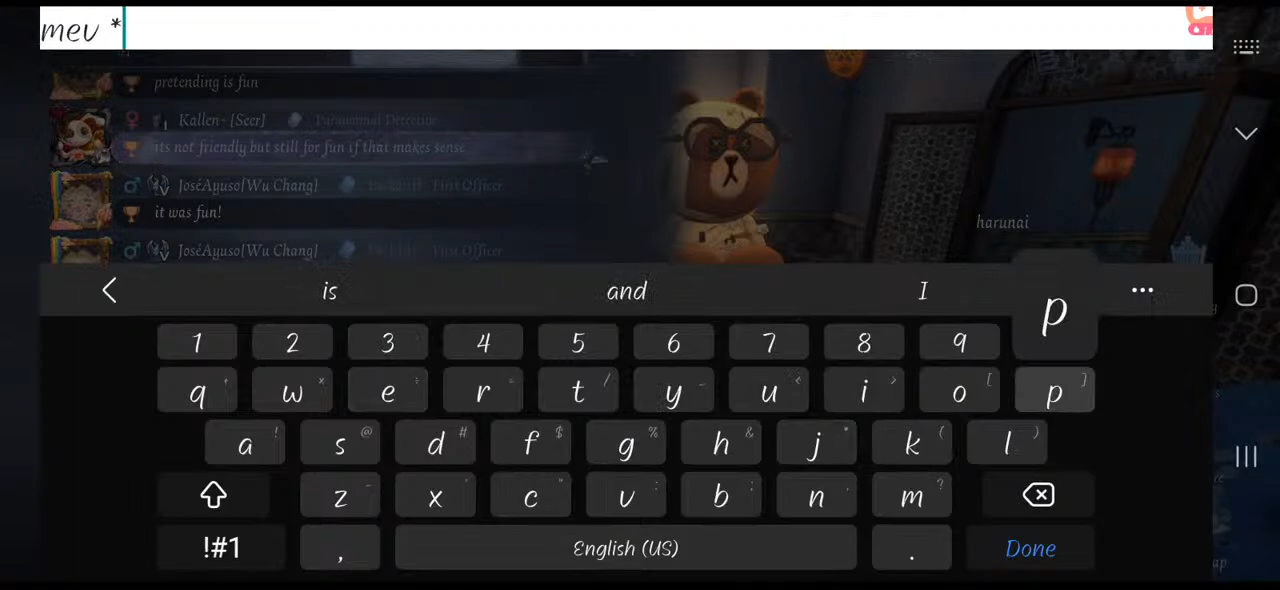 mev *
pretending is fun
Kallen- [Seer] Paranormal Detective
its not friendly but still for fun if that makes sense
JoséAyuso[Wu Chang] First Officer
it was fun!
harunai
JoséAyuso[Wu Chang] First Officer
is and I p
1 2 3 4 5 6 7 8 9
q w e r t y u i o p
a s d f g h j k l
z x c v b n m
!#1 , English (US) . Done